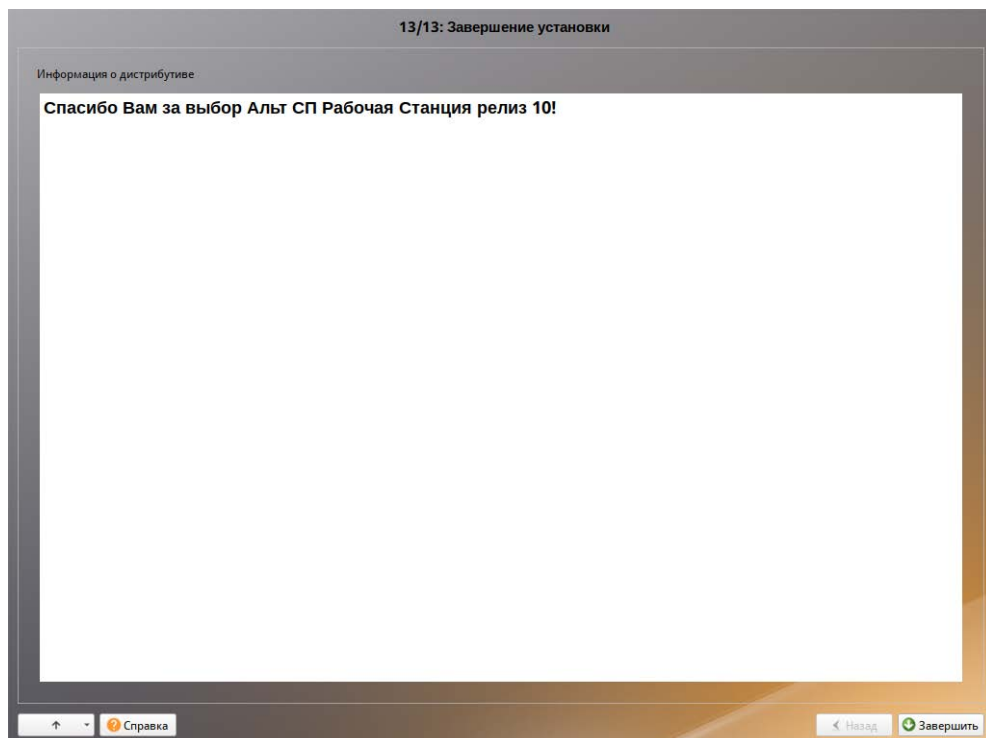 13/13: Завершение установки
Информация о дистрибутиве
Спасибо Вам за выбор Альт СП Рабочая Станция релиз 10!
Справка
Назад
Завершить